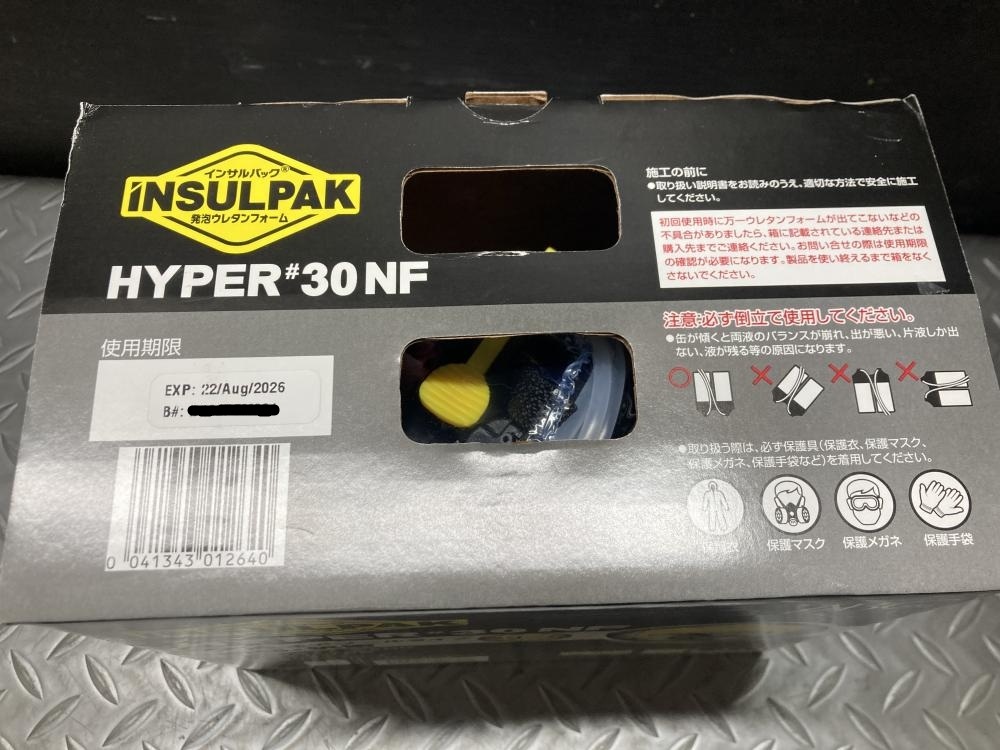 インサルパック®
INSULPAK
発泡ウレタンフォーム
HYPER#30NF
使用期限
EXP: 22/Aug/2026
B#:
0 041343 012640
施工の前に
●取り扱い説明書をお読みのうえ、適切な方法で安全に施工
してください。
初回使用時に万一ウレタンフォームが出てこないなどの
不具合がありましたら、箱に記載されている連絡先または
購入先までご連絡ください。お問い合せの際は使用期限
の確認が必要になります。製品を使い終えるまで箱をなく
さないでください。
注意:必ず倒立で使用してください。
●缶が傾くと両液のバランスが崩れ、出が悪い、片液しか出
ない、液が残る等の原因になります。
●取り扱う際は、必ず保護具(保護衣、保護マスク、
保護メガネ、保護手袋など)を着用してください。
保護衣
保護マスク
保護メガネ
保護手袋